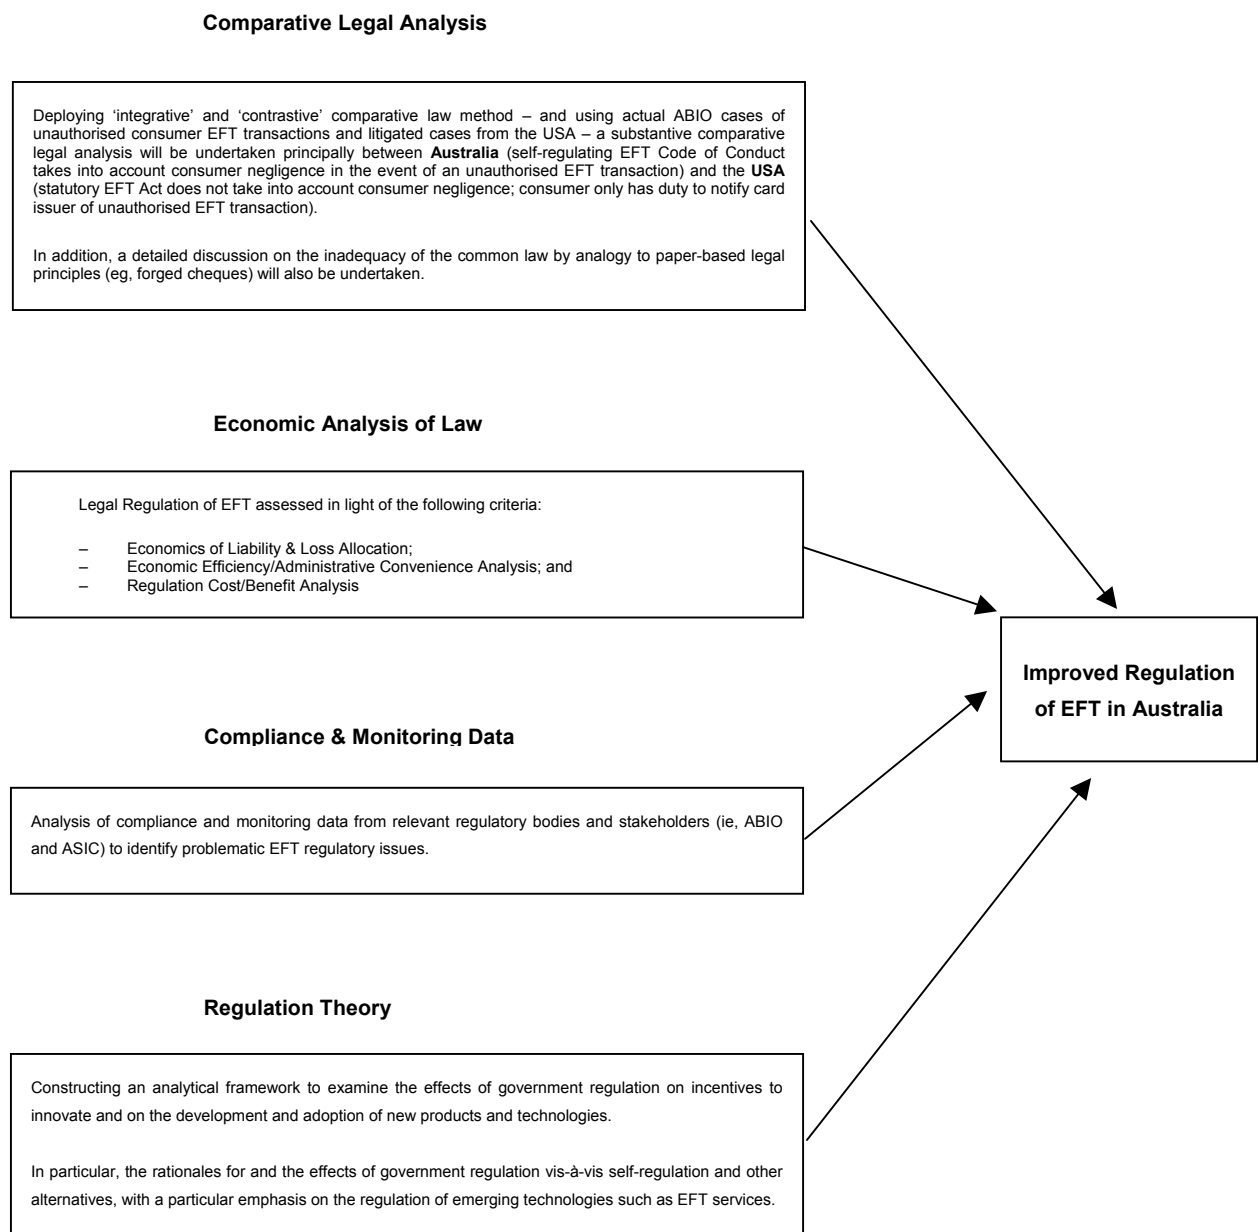 Comparative Legal Analysis
Deploying ‘integrative’ and ‘contrastive’ comparative law method – and using actual ABIO cases of
unauthorised consumer EFT transactions and litigated cases from the USA – a substantive comparative
legal analysis will be undertaken principally between Australia (self-regulating EFT Code of Conduct
takes into account consumer negligence in the event of an unauthorised EFT transaction) and the USA
(statutory EFT Act does not take into account consumer negligence; consumer only has duty to notify card
issuer of unauthorised EFT transaction).
In addition, a detailed discussion on the inadequacy of the common law by analogy to paper-based legal
principles (eg, forged cheques) will also be undertaken.
Economic Analysis of Law
Legal Regulation of EFT assessed in light of the following criteria:
– Economics of Liability & Loss Allocation;
– Economic Efficiency/Administrative Convenience Analysis; and
– Regulation Cost/Benefit Analysis
Improved Regulation
of EFT in Australia
Compliance & Monitoring Data
Analysis of compliance and monitoring data from relevant regulatory bodies and stakeholders (ie, ABIO
and ASIC) to identify problematic EFT regulatory issues.
Regulation Theory
Constructing an analytical framework to examine the effects of government regulation on incentives to
innovate and on the development and adoption of new products and technologies.
In particular, the rationales for and the effects of government regulation vis-à-vis self-regulation and other
alternatives, with a particular emphasis on the regulation of emerging technologies such as EFT services.